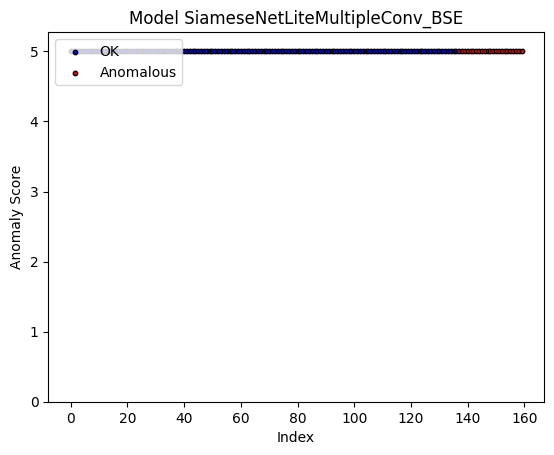 Model SiameseNetLiteMultipleConv_BSE
OK
Anomalous
Anomaly Score
5
4
3
2
1
0
0 20 40 60 80 100 120 140 160
Index